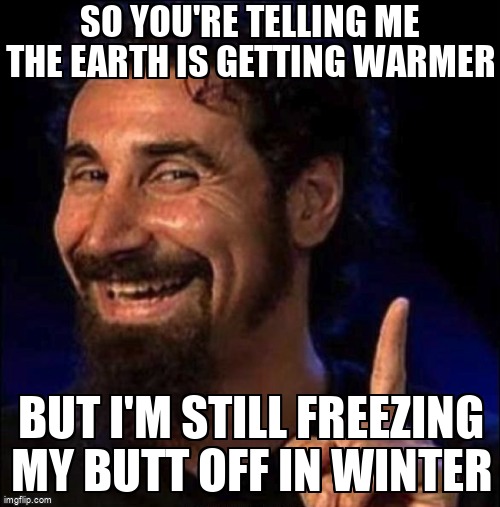 SO YOU'RE TELLING ME
THE EARTH IS GETTING WARMER
BUT I'M STILL FREEZING
MY BUTT OFF IN WINTER
imgflip.com